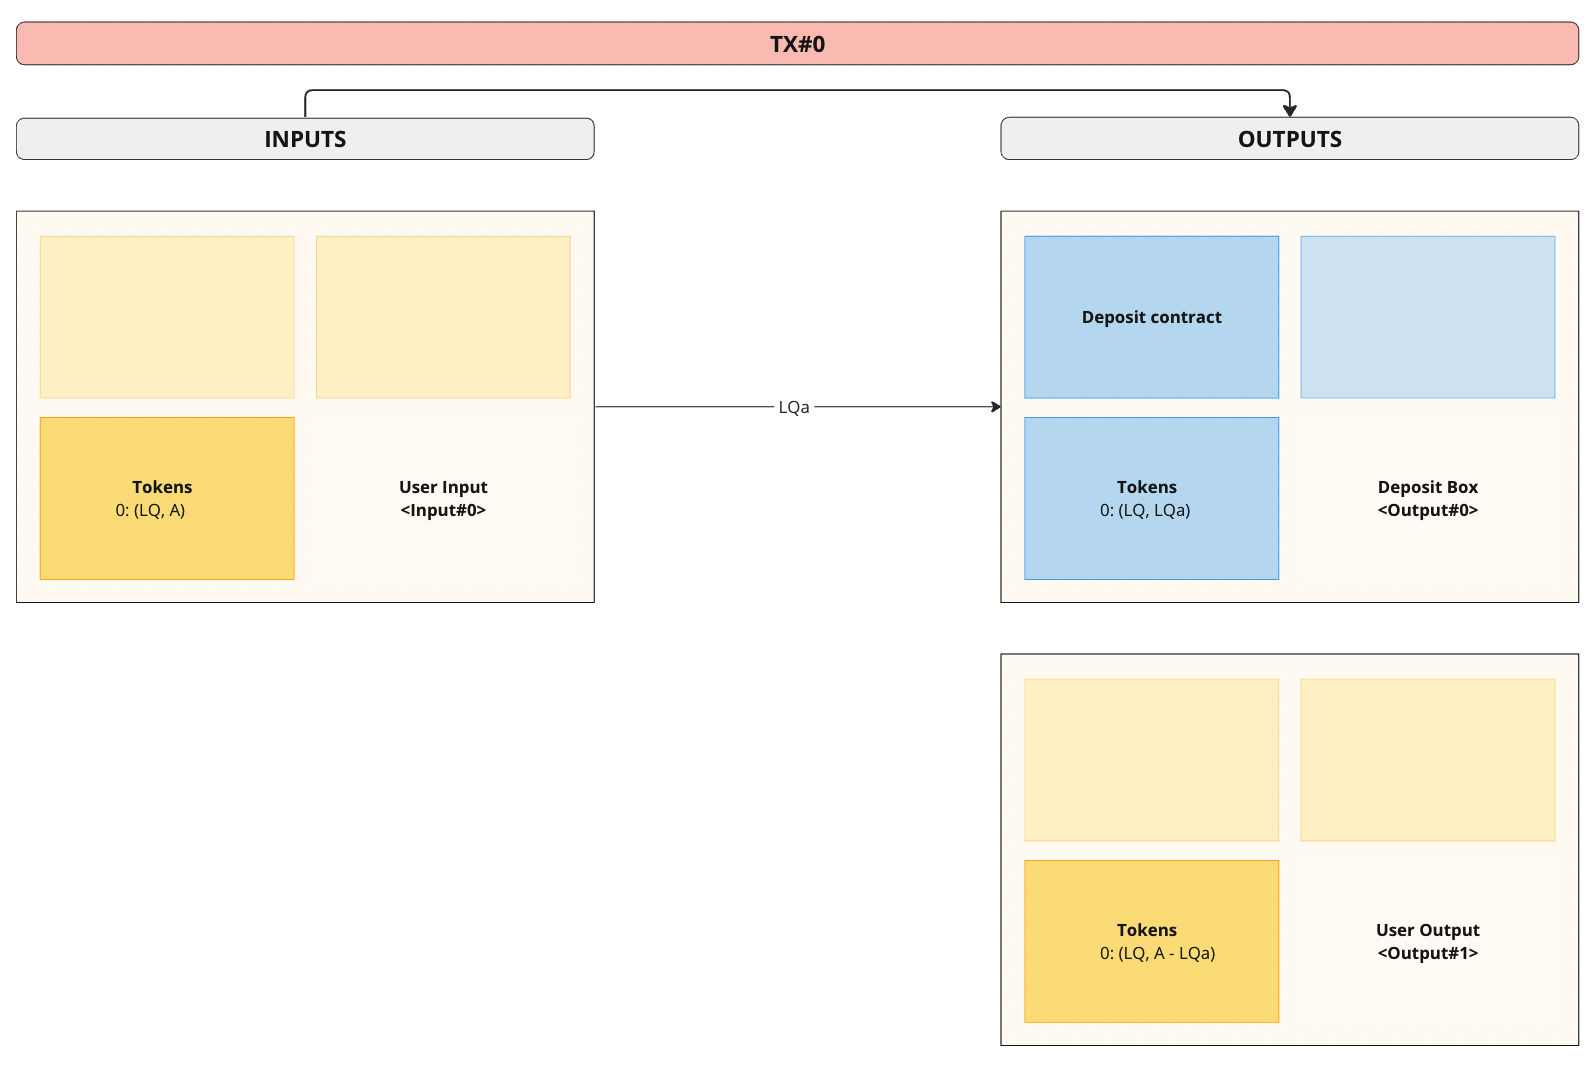 TX#0
INPUTS
OUTPUTS
Deposit contract
LQa
Tokens
0: (LQ, A)
User Input
<Input#0>
Tokens
0: (LQ, LQa)
Deposit Box
<Output#0>
Tokens
0: (LQ, A - LQa)
User Output
<Output#1>